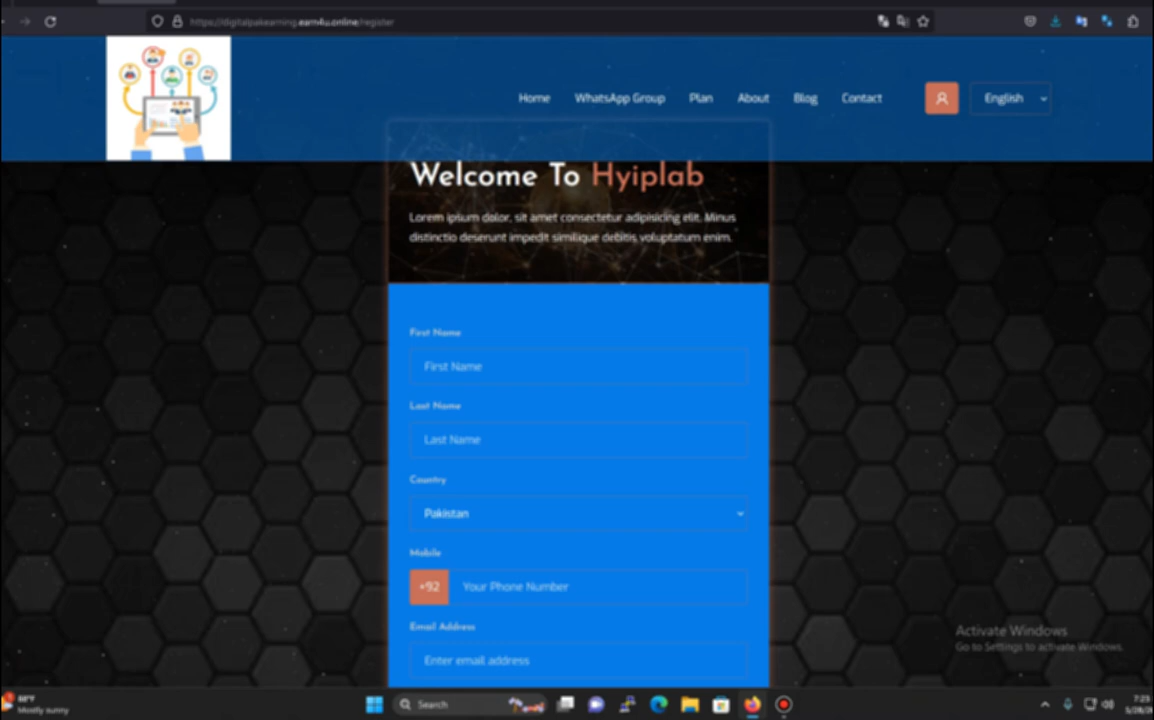 https://digitalpakearning.earn4u.online/register
Home WhatsApp Group Plan About Blog Contact English
Welcome To Hyiplab
Lorem ipsum dolor, sit amet consectetur adipisicing elit. Minus
distinctio deserunt impedit similique debitis voluptatum enim.
First Name
First Name
Last Name
Last Name
Country
Pakistan
Mobile
+92 Your Phone Number
Email Address
Enter email address
Activate Windows
Go to Settings to activate Windows.
Mostly sunny
Search